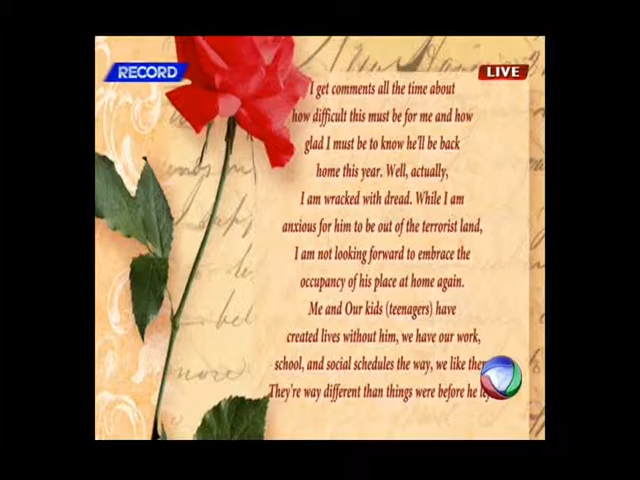 RECORD
LIVE
I get comments all the time about
how difficult this must be for me and how
glad I must be to know he'll be back
home this year. Well, actually,
I am wracked with dread. While I am
anxious for him to be out of the terrorist land,
I am not looking forward to embrace the
occupancy of his place at home again.
Me and Our kids (teenagers) have
created lives without him, we have our work,
school, and social schedules the way, we like
They're way different than things were before he
more